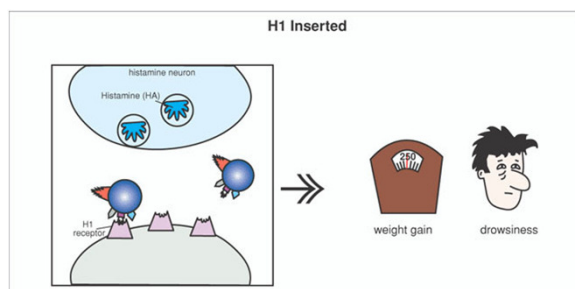 H1 Inserted
histamine neuron
Histamine (HA)
H1
receptor
250
weight gain
drowsiness